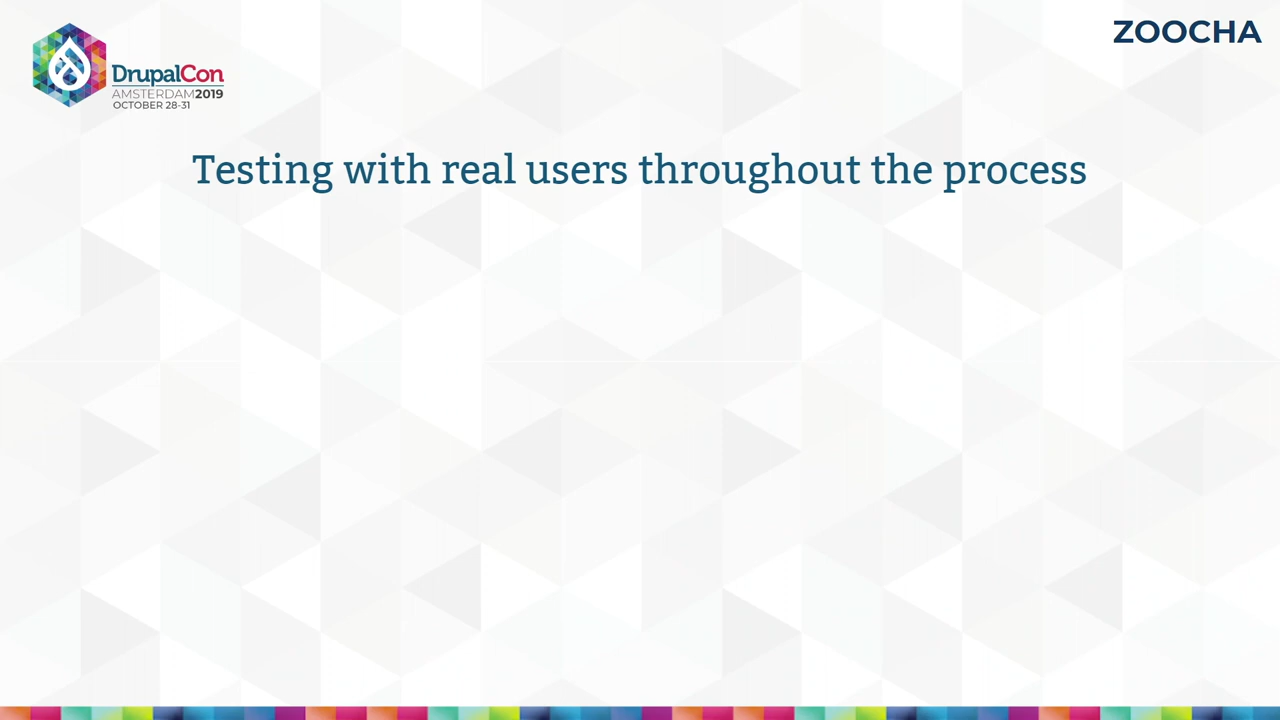 ZOOCHA
DrupalCon
AMSTERDAM2019
OCTOBER 28-31
Testing with real users throughout the process